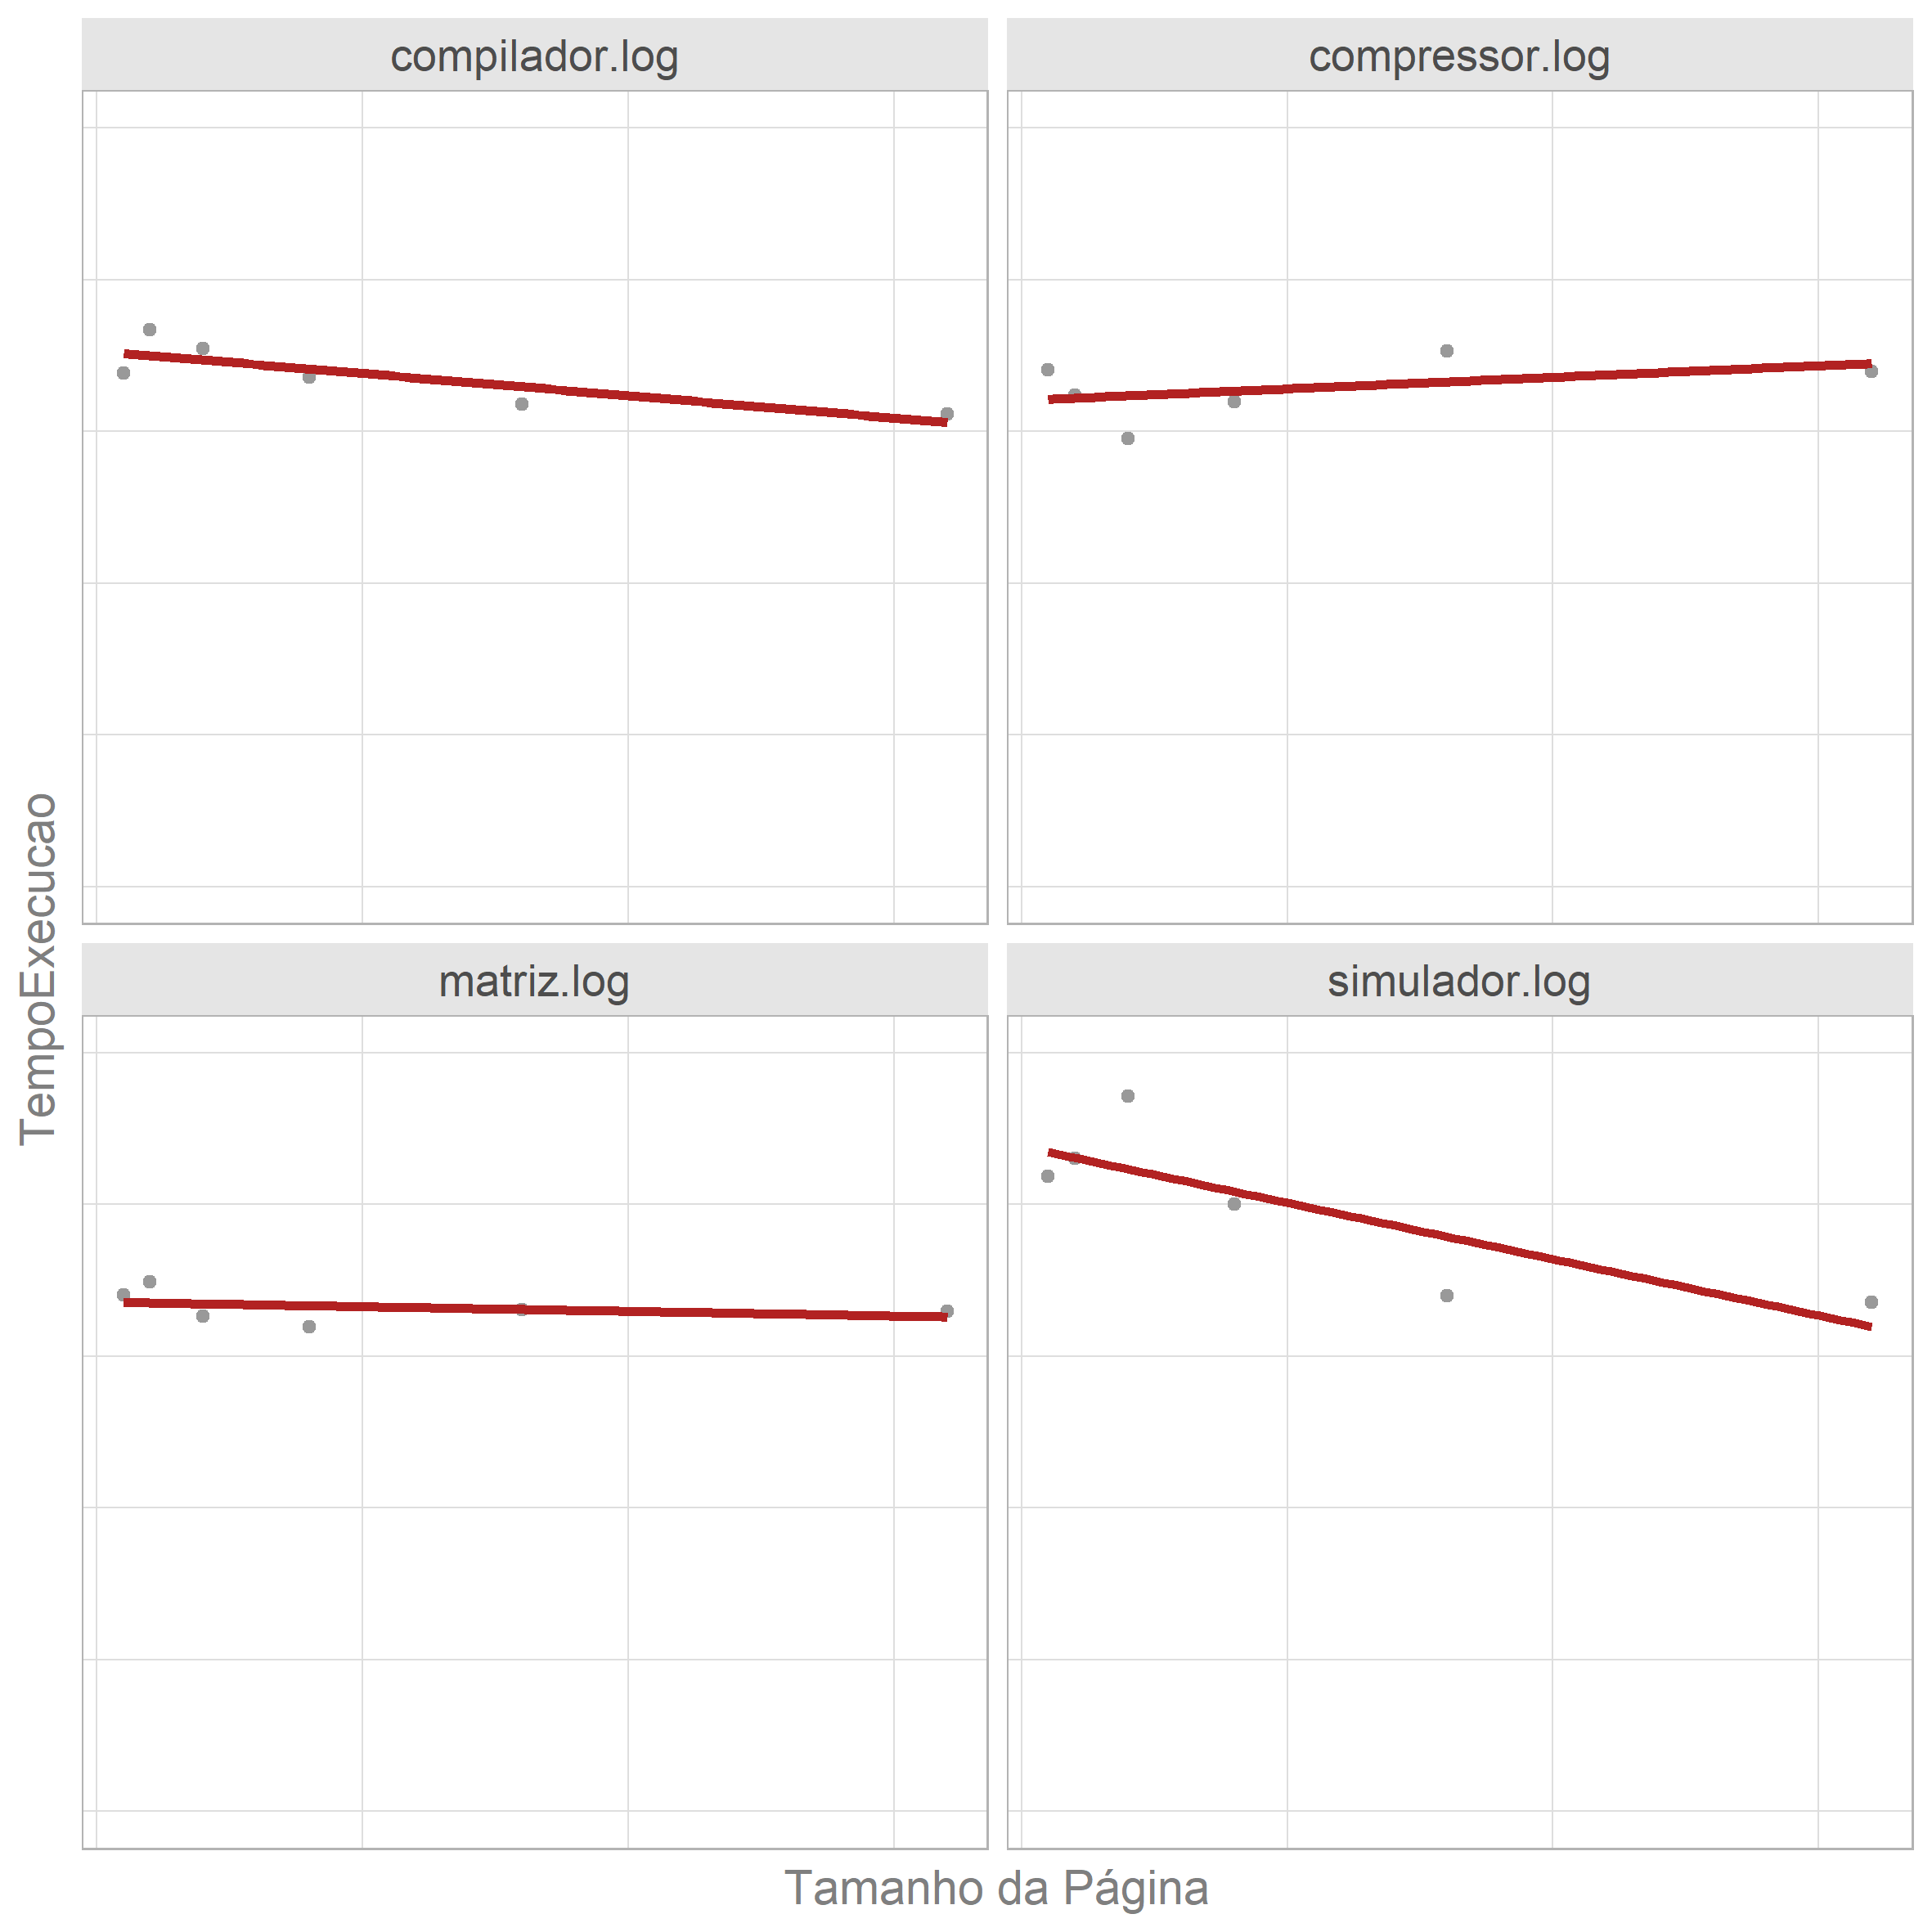 compilador.log
compressor.log
TempoExecucao
matriz.log
simulador.log
Tamanho da Página